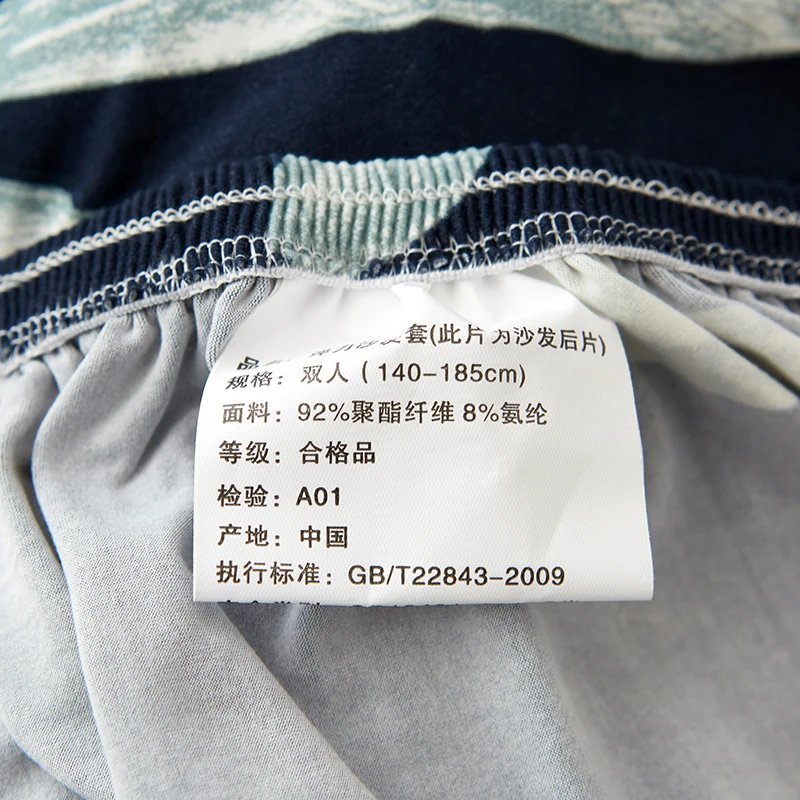 套(此片为沙发后片)
规格：双人（140-185cm)
面料：92%聚酯纤维 8%氨纶
等级：合格品
检验：A01
产地：中国
执行标准：GB/T22843-2009